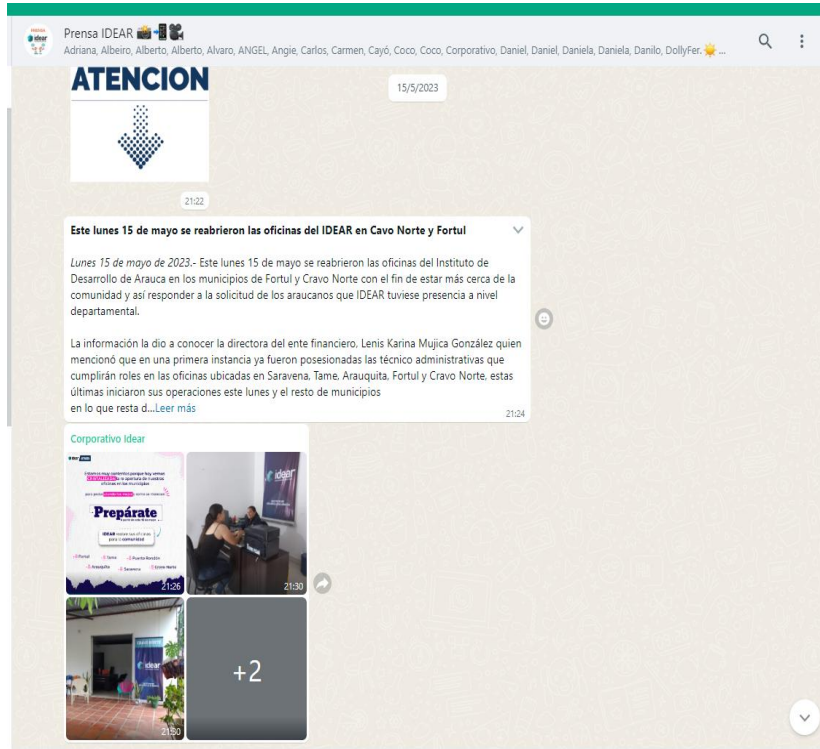 Prensa IDEAR
Adriana, Albeiro, Alberto, Alberto, Alvaro, ANGEL, Angie, Carlos, Carmen, Cayó, Coco, Coco, Corporativo, Daniel, Daniel, Daniela, Daniela, Danilo, DollyFer. ☀️ ...
ATENCION
15/5/2023
21:22
Este lunes 15 de mayo se reabrieron las oficinas del IDEAR en Cavo Norte y Fortul
Lunes 15 de mayo de 2023.- Este lunes 15 de mayo se reabrieron las oficinas del Instituto de
Desarrollo de Arauca en los municipios de Fortul y Cravo Norte con el fin de estar más cerca de la
comunidad y así responder a la solicitud de los araucanos que IDEAR tuviese presencia a nivel
departamental.
La información la dio a conocer la directora del ente financiero, Lenis Karina Mujica González quien
mencionó que en una primera instancia ya fueron posesionadas las técnico administrativas que
cumplirán roles en las oficinas ubicadas en Saravena, Tame, Arauquita, Fortul y Cravo Norte, estas
últimas iniciaron sus operaciones este lunes y el resto de municipios
en lo que resta d...Leer más
21:24
Corporativo Idear
Prepárate
21:26
idear
21:30
idear
21:30
+2